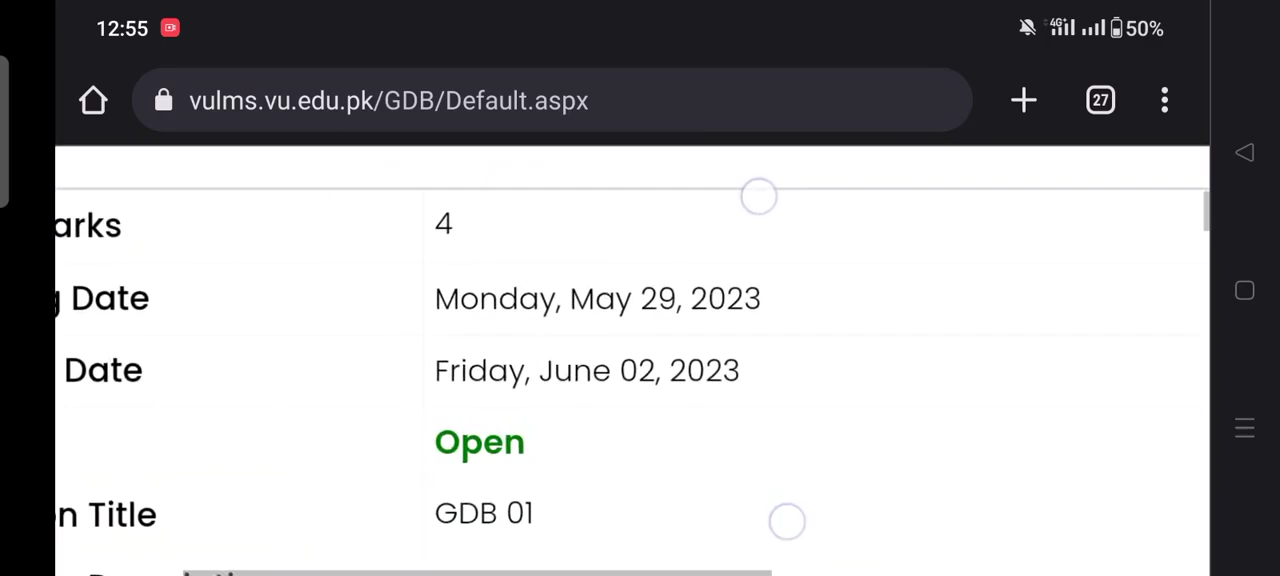 12:55 4G+ 50%
vulms.vu.edu.pk/GDB/Default.aspx 27
arks 4
g Date Monday, May 29, 2023
Date Friday, June 02, 2023
Open
n Title GDB 01